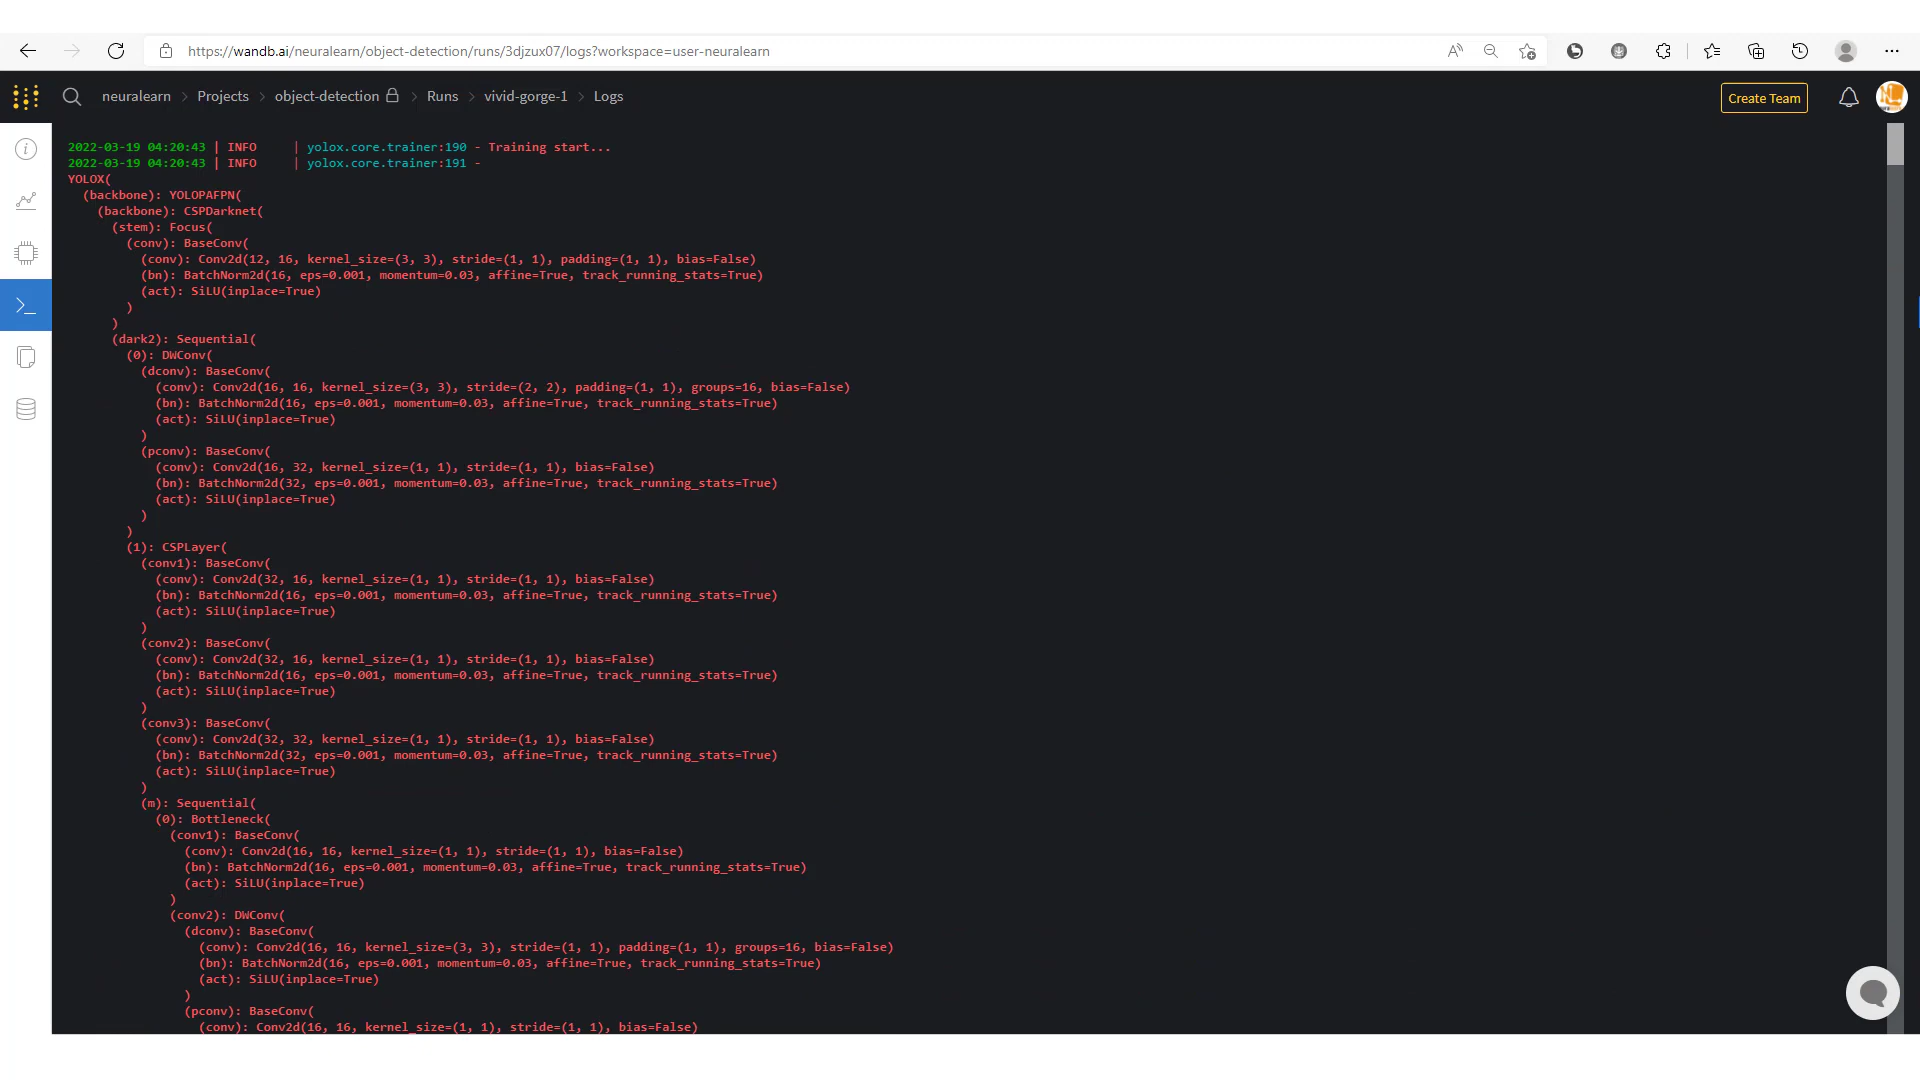 https://wandb.ai/neuralearn/object-detection/runs/3djzux07/logs?workspace=user-neuralearn
neuralearn > Projects > object-detection > Runs > vivid-gorge-1 > Logs
Create Team
2022-03-19 04:20:43 | INFO     | yolox.core.trainer:190 - Training start...
2022-03-19 04:20:43 | INFO     | yolox.core.trainer:191 -
YOLOX(
  (backbone): YOLOPAFPN(
    (backbone): CSPDarknet(
      (stem): Focus(
        (conv): BaseConv(
          (conv): Conv2d(12, 16, kernel_size=(3, 3), stride=(1, 1), padding=(1, 1), bias=False)
          (bn): BatchNorm2d(16, eps=0.001, momentum=0.03, affine=True, track_running_stats=True)
          (act): SiLU(inplace=True)
        )
      )
      (dark2): Sequential(
        (0): DWConv(
          (dconv): BaseConv(
            (conv): Conv2d(16, 16, kernel_size=(3, 3), stride=(2, 2), padding=(1, 1), groups=16, bias=False)
            (bn): BatchNorm2d(16, eps=0.001, momentum=0.03, affine=True, track_running_stats=True)
            (act): SiLU(inplace=True)
          )
          (pconv): BaseConv(
            (conv): Conv2d(16, 32, kernel_size=(1, 1), stride=(1, 1), bias=False)
            (bn): BatchNorm2d(32, eps=0.001, momentum=0.03, affine=True, track_running_stats=True)
            (act): SiLU(inplace=True)
          )
        )
        (1): CSPLayer(
          (conv1): BaseConv(
            (conv): Conv2d(32, 16, kernel_size=(1, 1), stride=(1, 1), bias=False)
            (bn): BatchNorm2d(16, eps=0.001, momentum=0.03, affine=True, track_running_stats=True)
            (act): SiLU(inplace=True)
          )
          (conv2): BaseConv(
            (conv): Conv2d(32, 16, kernel_size=(1, 1), stride=(1, 1), bias=False)
            (bn): BatchNorm2d(16, eps=0.001, momentum=0.03, affine=True, track_running_stats=True)
            (act): SiLU(inplace=True)
          )
          (conv3): BaseConv(
            (conv): Conv2d(32, 32, kernel_size=(1, 1), stride=(1, 1), bias=False)
            (bn): BatchNorm2d(32, eps=0.001, momentum=0.03, affine=True, track_running_stats=True)
            (act): SiLU(inplace=True)
          )
          (m): Sequential(
            (0): Bottleneck(
              (conv1): BaseConv(
                (conv): Conv2d(16, 16, kernel_size=(1, 1), stride=(1, 1), bias=False)
                (bn): BatchNorm2d(16, eps=0.001, momentum=0.03, affine=True, track_running_stats=True)
                (act): SiLU(inplace=True)
              )
              (conv2): DWConv(
                (dconv): BaseConv(
                  (conv): Conv2d(16, 16, kernel_size=(3, 3), stride=(1, 1), padding=(1, 1), groups=16, bias=False)
                  (bn): BatchNorm2d(16, eps=0.001, momentum=0.03, affine=True, track_running_stats=True)
                  (act): SiLU(inplace=True)
                )
                (pconv): BaseConv(
                  (conv): Conv2d(16, 16, kernel_size=(1, 1), stride=(1, 1), bias=False)